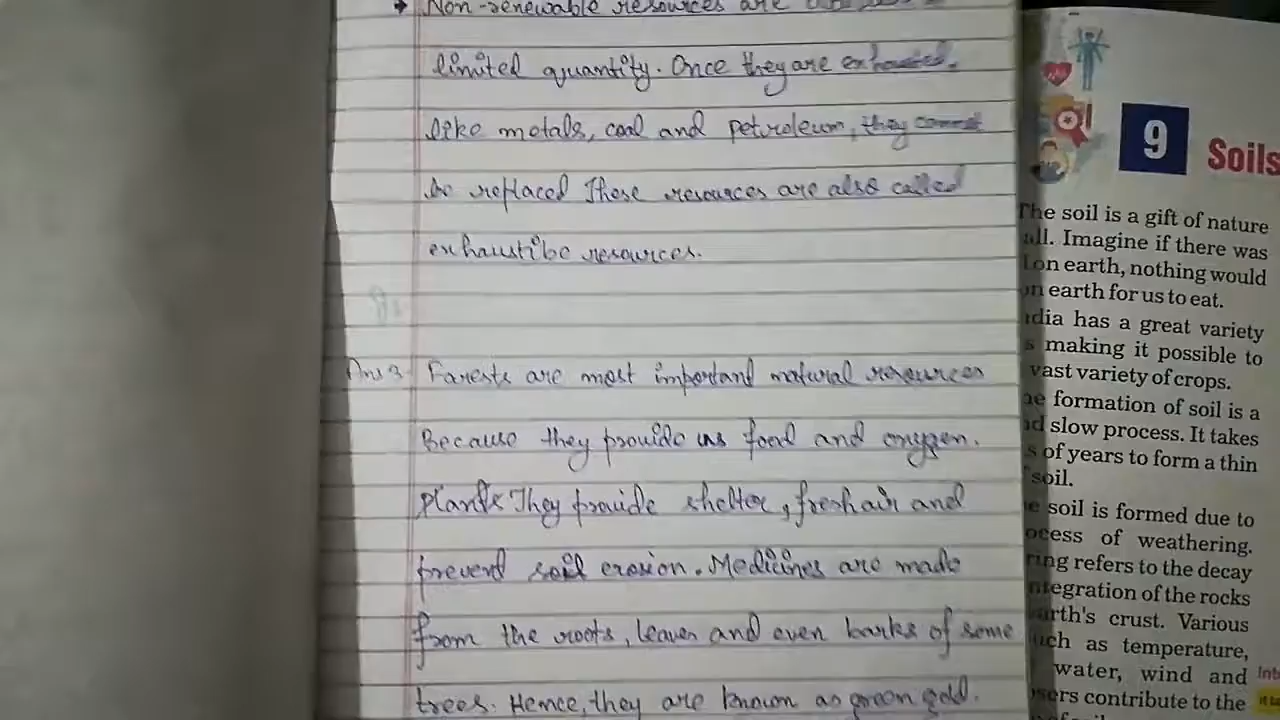 → Non-renewable resources are
limited quantity. Once they are exhausted.
like metals, coal and petroleum, they cannot
be replaced These resources are also called
exhaustibe resources.
Ans 3 Farests are most importand natural resources
Because they provide us food and oxygen.
plants They provide shelter, fresh air and
prevent soil erosion. Medicines are made
from the roots, leaves and even barks of some
trees. Hence, they are known as green gold.
9 Soils
The soil is a gift of nature
all. Imagine if there was
on earth, nothing would
on earth for us to eat.
dia has a great variety
s making it possible to
vast variety of crops.
he formation of soil is a
nd slow process. It takes
s of years to form a thin
soil.
e soil is formed due to
ocess of weathering.
ring refers to the decay
ntegration of the rocks
arth's crust. Various
uch as temperature,
water, wind and
sers contribute to the